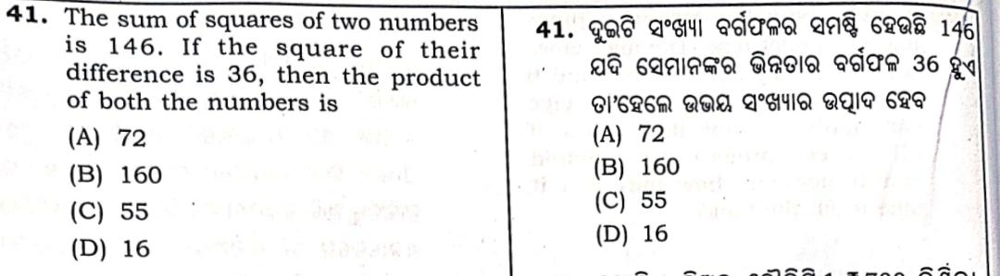 41. The sum of squares of two numbers
is 146. If the square of their
difference is 36, then the product
of both the numbers is
(A) 72
(B) 160
(C) 55
(D) 16
41. ଦୁଇଟି ସଂଖ୍ୟା ବର୍ଗଫଳର ସମଷ୍ଟି ହେଉଛି 146
ଯଦି ସେମାନଙ୍କର ଭିନ୍ନତାର ବର୍ଗଫଳ 36 ହୁଏ
ତା'ହେଲେ ଉଭୟ ସଂଖ୍ୟାର ଉତ୍ପାଦ ହେବ
(A) 72
(B) 160
(C) 55
(D) 16